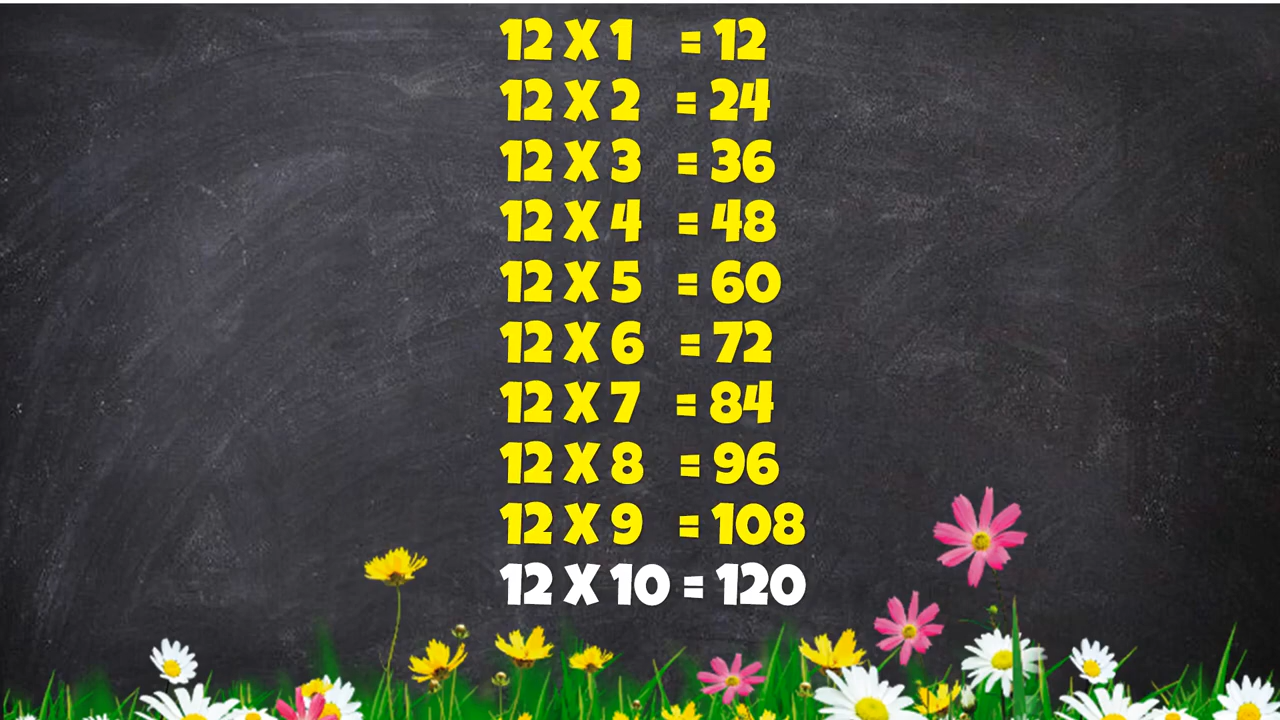 12 X 1 = 12
12 X 2 = 24
12 X 3 = 36
12 X 4 = 48
12 X 5 = 60
12 X 6 = 72
12 X 7 = 84
12 X 8 = 96
12 X 9 = 108
12 X 10 = 120